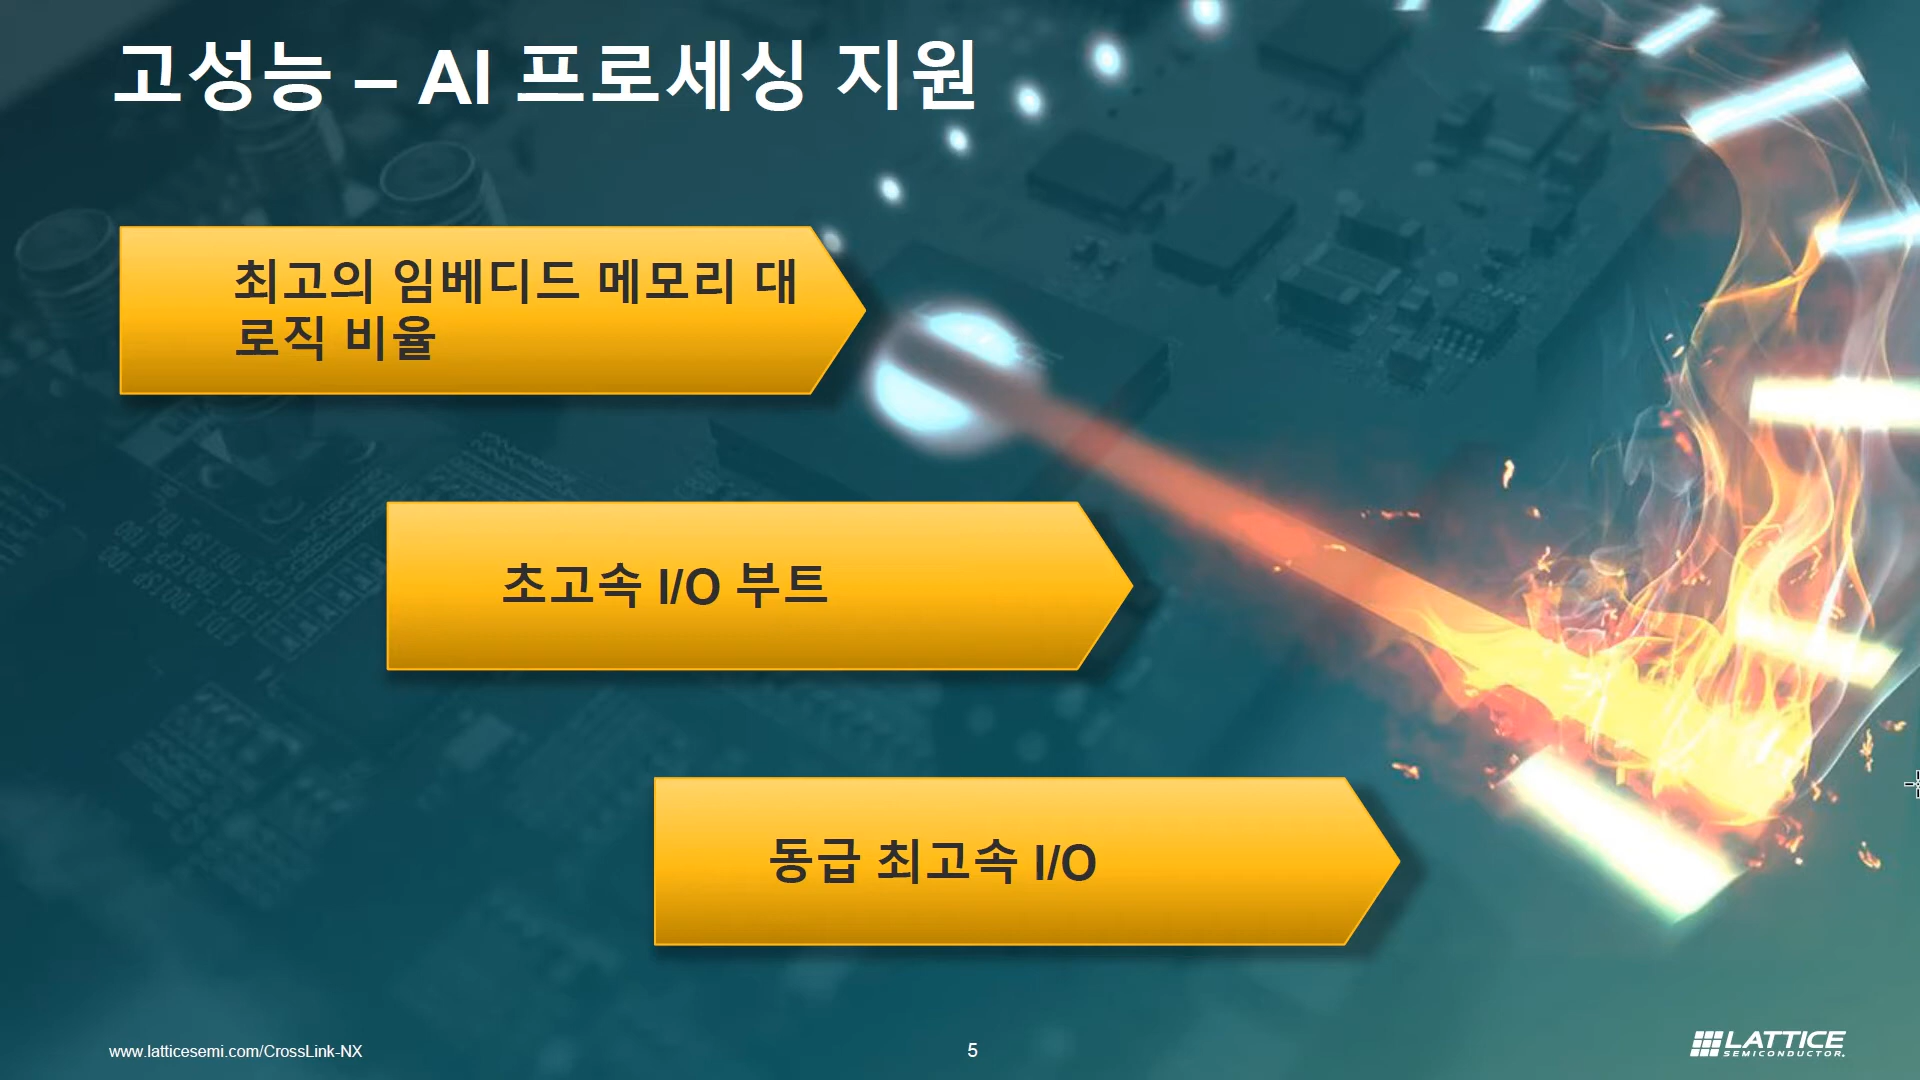 고성능 – AI 프로세싱 지원
최고의 임베디드 메모리 대
로직 비율
초고속 I/O 부트
동급 최고속 I/O
www.latticesemi.com/CrossLink-NX
5
LATTICE
SEMICONDUCTOR.